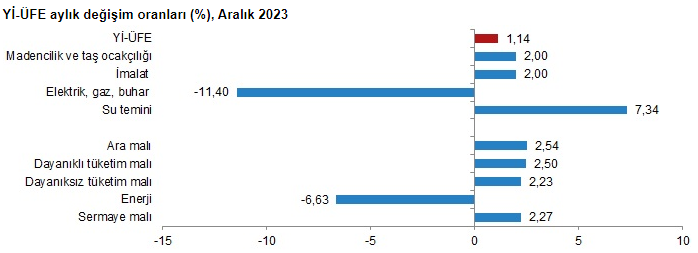 Yİ-ÜFE aylık değişim oranları (%), Aralık 2023
Yİ-ÜFE 1,14
Madencilik ve taş ocakçılığı 2,00
İmalat 2,00
Elektrik, gaz, buhar -11,40
Su temini 7,34
Ara malı 2,54
Dayanıklı tüketim malı 2,50
Dayanıksız tüketim malı 2,23
Enerji -6,63
Sermaye malı 2,27
-15 -10 -5 0 5 10